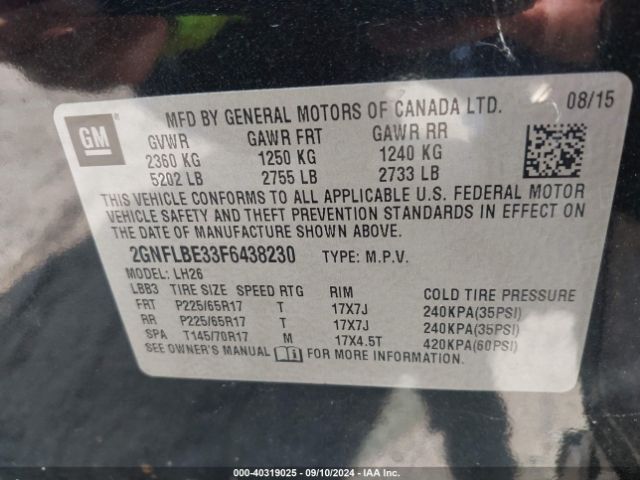 GM
MFD BY GENERAL MOTORS OF CANADA LTD. 08/15
GVWR GAWR FRT GAWR RR
2360 KG 1250 KG 1240 KG
5202 LB 2755 LB 2733 LB
THIS VEHICLE CONFORMS TO ALL APPLICABLE U.S. FEDERAL MOTOR
VEHICLE SAFETY AND THEFT PREVENTION STANDARDS IN EFFECT ON
THE DATE OF MANUFACTURE SHOWN ABOVE.
2GNFLBE33F6438230 TYPE: M.P.V.
MODEL: LH26
LBB3 TIRE SIZE SPEED RTG RIM COLD TIRE PRESSURE
FRT P225/65R17 T 17X7J 240KPA(35PSI)
RR P225/65R17 T 17X7J 240KPA(35PSI)
SPA T145/70R17 M 17X4.5T 420KPA(60PSI)
SEE OWNER'S MANUAL i FOR MORE INFORMATION.
000-40319025 - 09/10/2024 - IAA Inc.